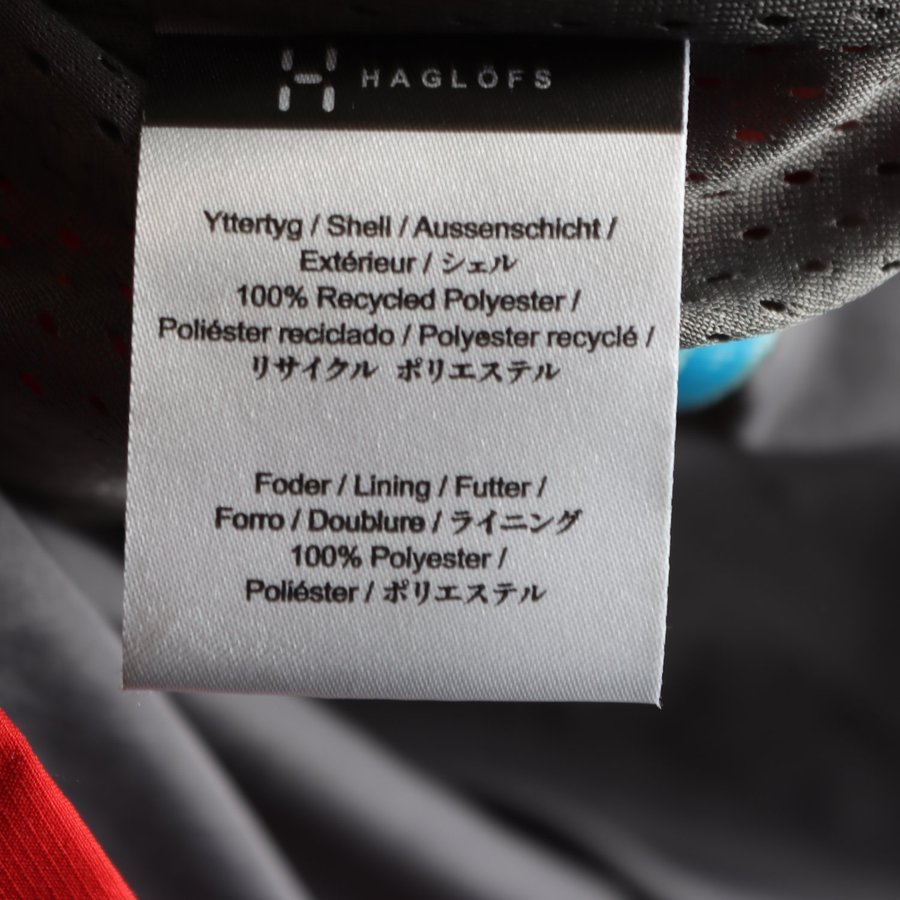 HAGLÖFS
Yttertyg / Shell / Aussenschicht /
Extérieur / シェル
100% Recycled Polyester /
Poliéster reciclado / Polyester recyclé /
リサイクル ポリエステル
Foder / Lining / Futter /
Forro / Doublure / ライニング
100% Polyester /
Poliéster / ポリエステル